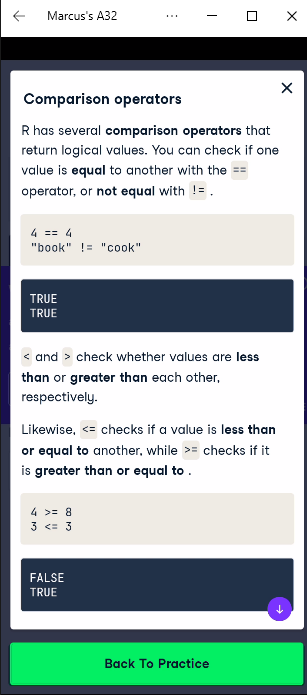 Marcus's A32
Comparison operators
R has several comparison operators that
return logical values. You can check if one
value is equal to another with the ==
operator, or not equal with != .
4 == 4
"book" != "cook"
TRUE
TRUE
< and > check whether values are less
than or greater than each other,
respectively.
Likewise, <= checks if a value is less than
or equal to another, while >= checks if it
is greater than or equal to .
4 >= 8
3 <= 3
FALSE
TRUE
Back To Practice